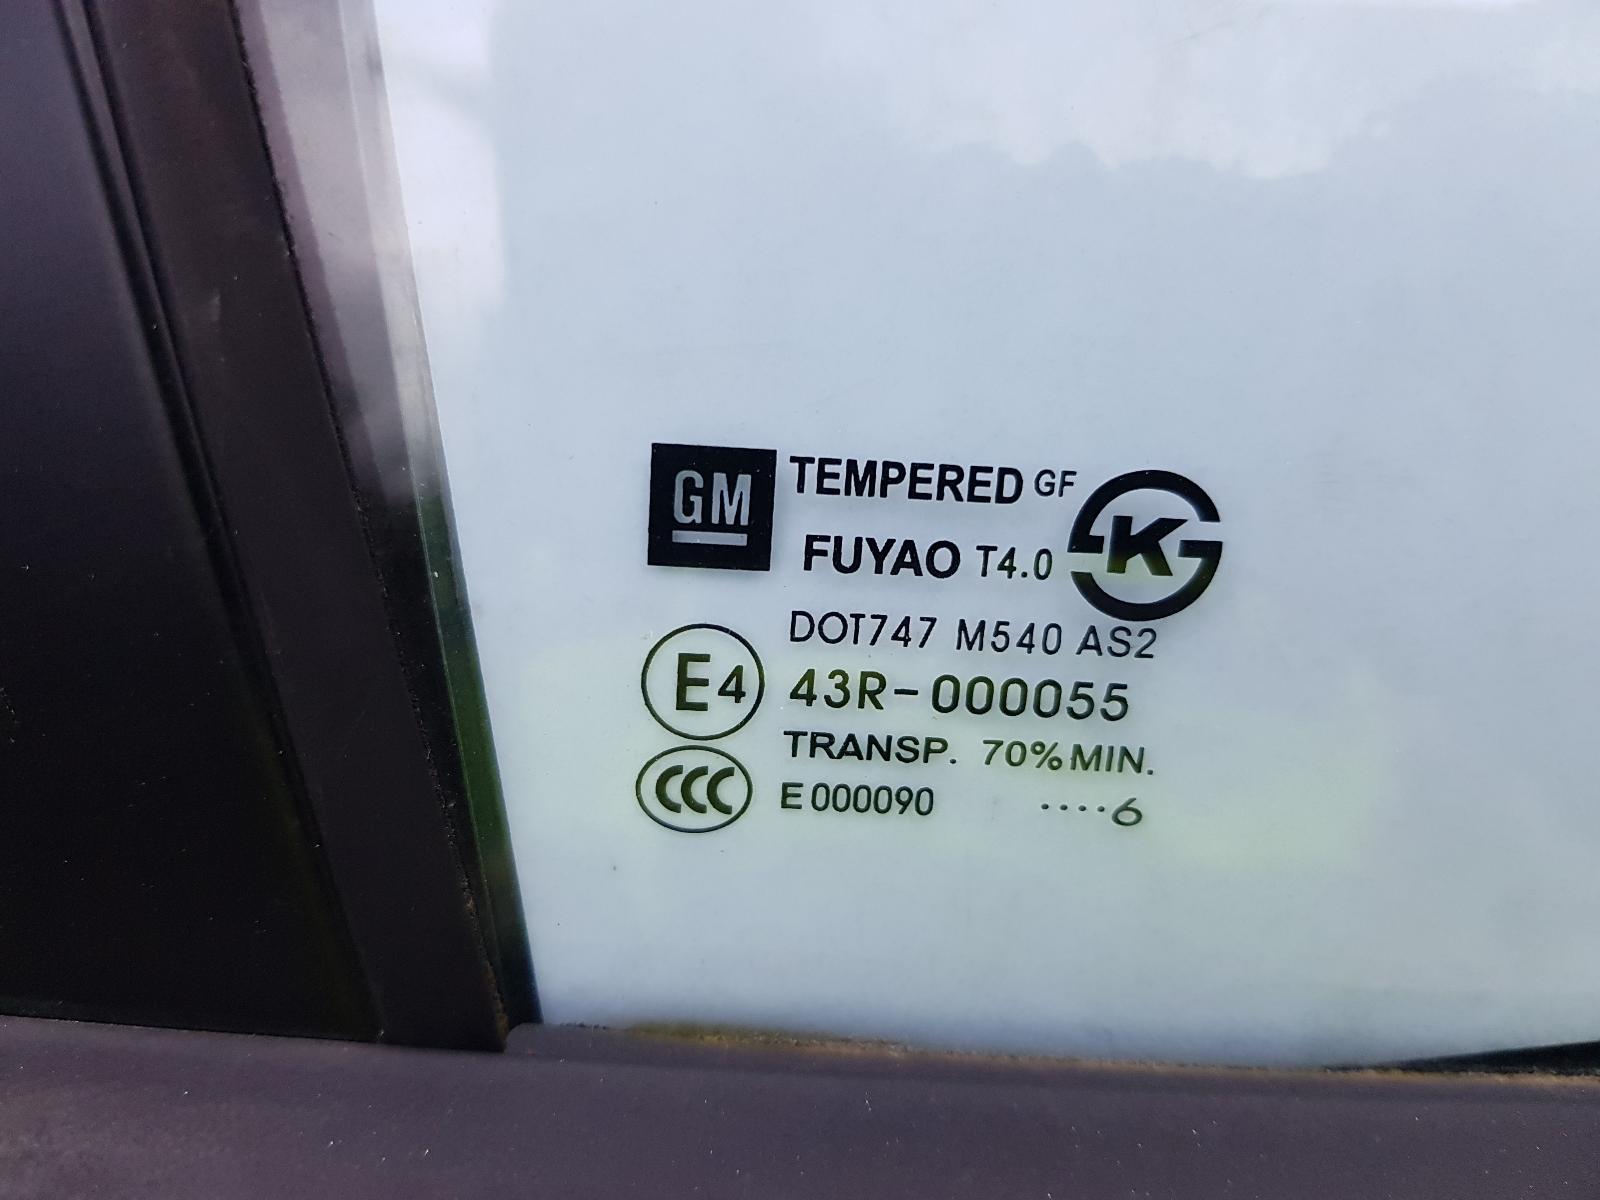 GM TEMPERED GF K
FUYAO T4.0
DOT747 M540 AS2
E4 43R-000055
TRANSP. 70% MIN.
CCC E000090 ····6